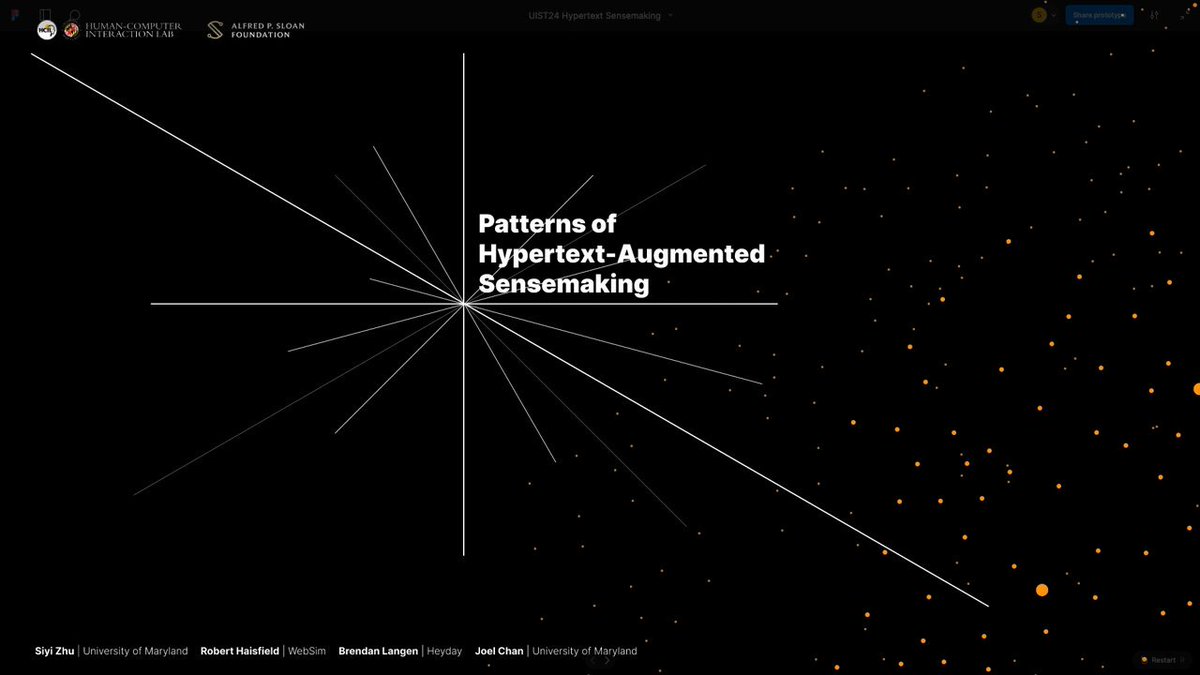 UIST24 Hypertext Sensemaking
Share prototype
HUMAN-COMPUTER
INTERACTION LAB
ALFRED P. SLOAN
FOUNDATION
Patterns of
Hypertext-Augmented
Sensemaking
Siyi Zhu | University of Maryland Robert Haisfield | WebSim Brendan Langen | Heyday Joel Chan | University of Maryland
Restart